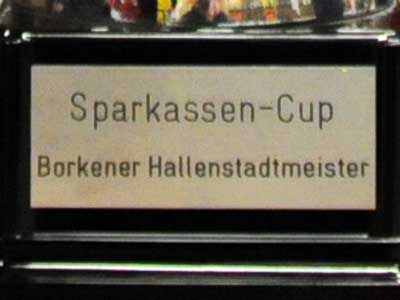 Sparkassen-Cup
Borkener Hallenstadtmeister